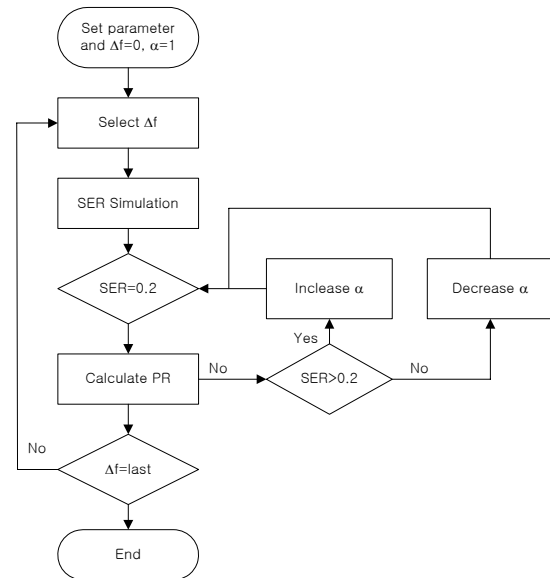 Set parameter
and Δf=0, α=1
Select Δf
SER Simulation
SER=0.2
Inclease α
Decrease α
Yes
Calculate PR
No
SER>0.2
No
No
Δf=last
End